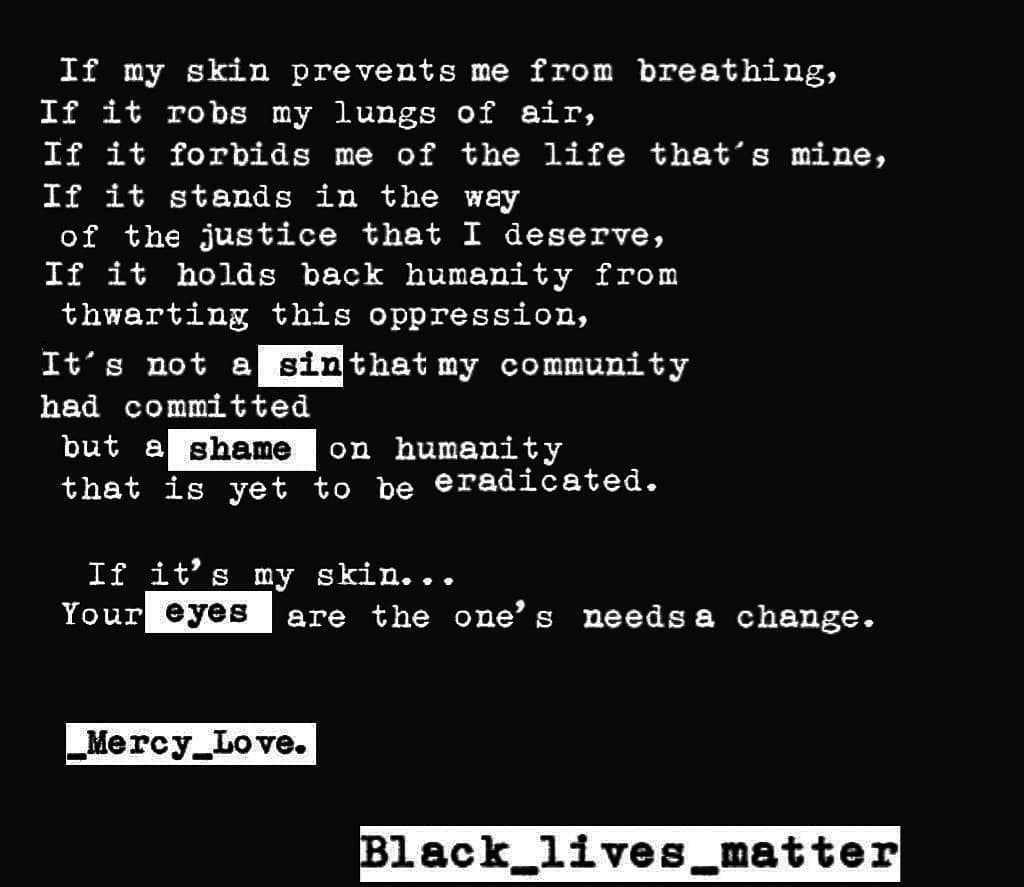 If my skin prevents me from breathing,
If it robs my lungs of air,
If it forbids me of the life that's mine,
If it stands in the way
of the justice that I deserve,
If it holds back humanity from
thwarting this oppression,
It's not a sin that my community
had committed
but a shame on humanity
that is yet to be eradicated.
If it's my skin...
Your eyes are the one's needs a change.
_Mercy_Love.
Black_lives_matter